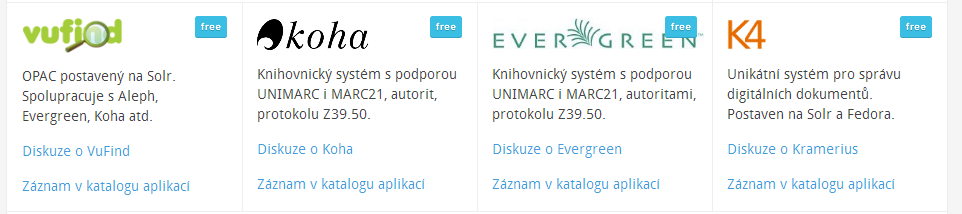 vufind
free
OPAC postavený na Solr.
Spolupracuje s Aleph,
Evergreen, Koha atd.
Diskuze o VuFind
Záznam v katalogu aplikací
koha
free
Knihovnický systém s podporou
UNIMARC i MARC21, autorit,
protokolu Z39.50.
Diskuze o Koha
Záznam v katalogu aplikací
EVERGREEN
free
Knihovnický systém s podporou
UNIMARC i MARC21, autoritami,
protokolu Z39.50.
Diskuze o Evergreen
Záznam v katalogu aplikací
K4
free
Unikátní systém pro správu
digitálních dokumentů.
Postaven na Solr a Fedora.
Diskuze o Kramerius
Záznam v katalogu aplikací